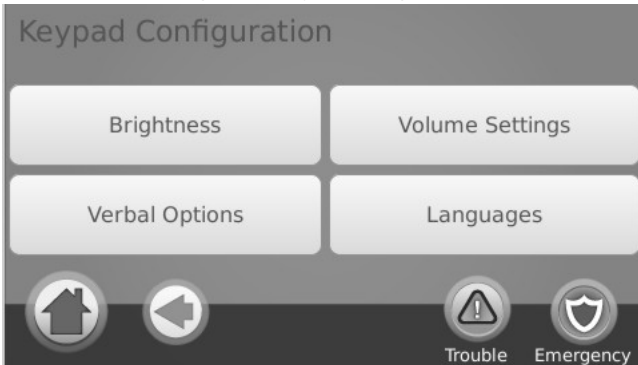 Keypad Configuration
Brightness
Volume Settings
Verbal Options
Languages
Trouble
Emergency